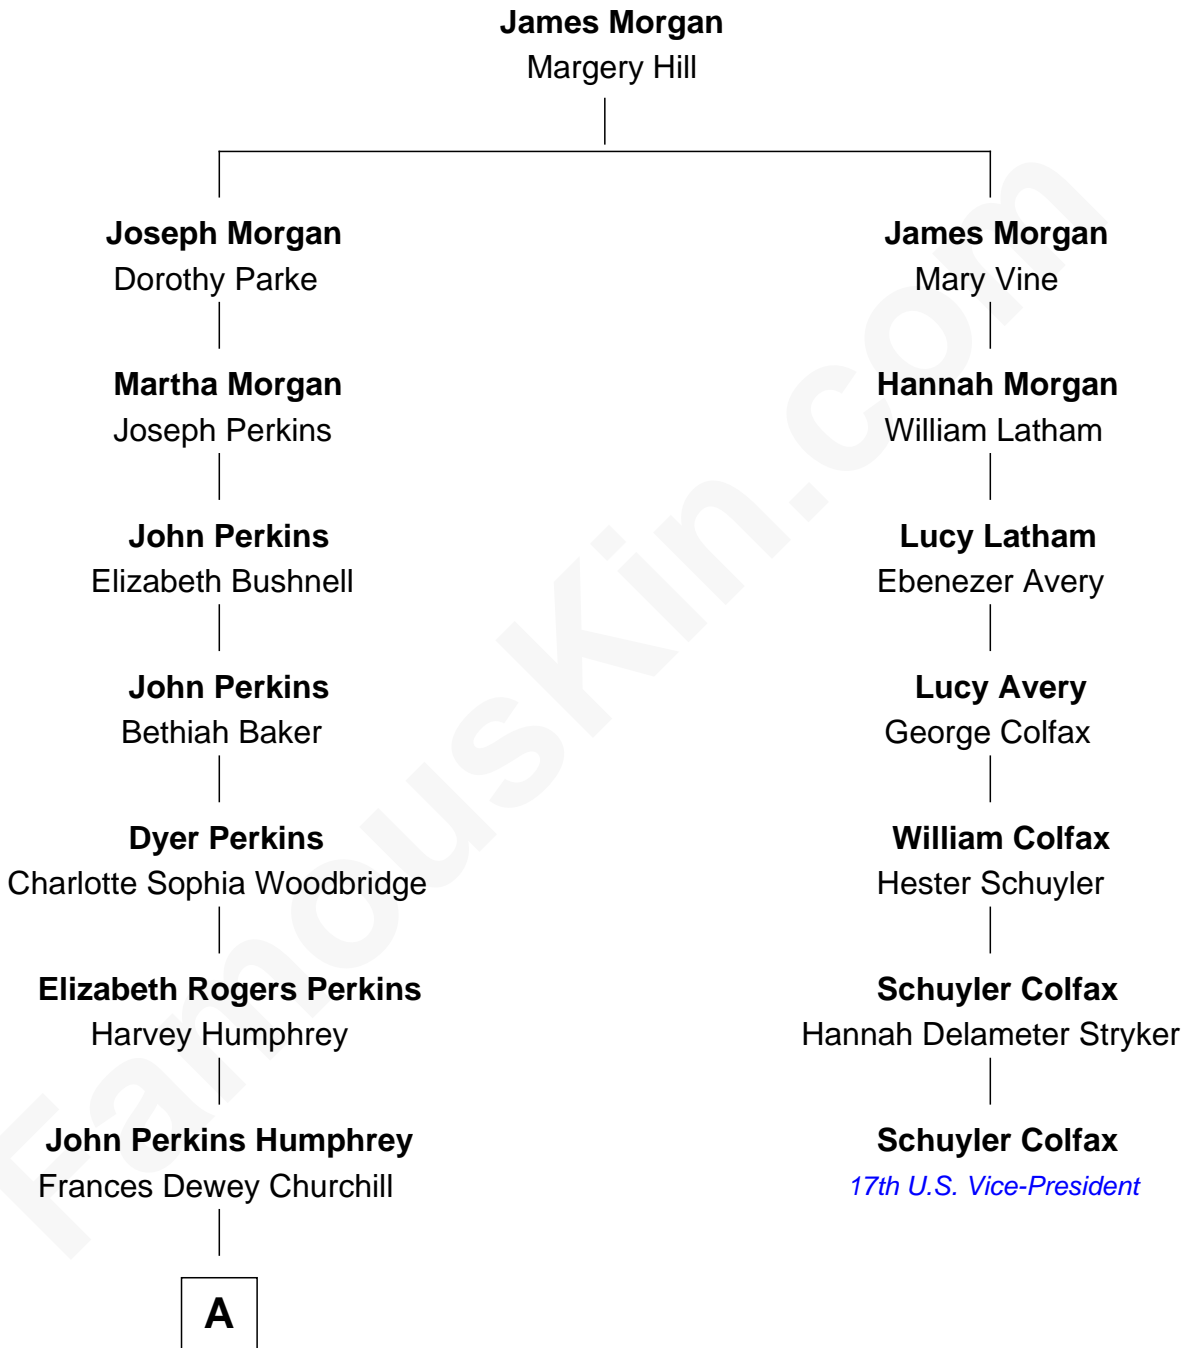 James Morgan
Margery Hill
Joseph Morgan
Dorothy Parke
James Morgan
Mary Vine
Martha Morgan
Joseph Perkins
Hannah Morgan
William Latham
John Perkins
Elizabeth Bushnell
Lucy Latham
Ebenezer Avery
John Perkins
Bethiah Baker
Lucy Avery
George Colfax
Dyer Perkins
Charlotte Sophia Woodbridge
William Colfax
Hester Schuyler
Elizabeth Rogers Perkins
Harvey Humphrey
Schuyler Colfax
Hannah Delameter Stryker
John Perkins Humphrey
Frances Dewey Churchill
Schuyler Colfax
17th U.S. Vice-President
A
FamousKin.com